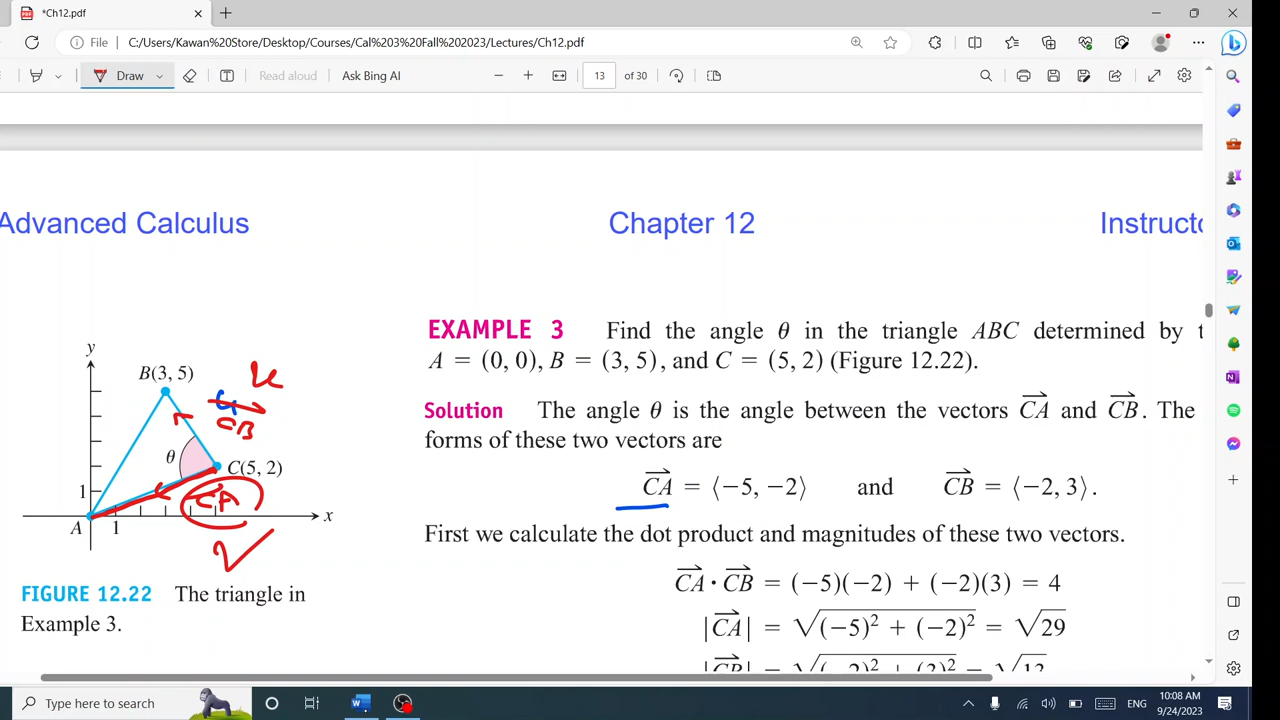 *Ch12.pdf
File C:/Users/Kawan%20Store/Desktop/Courses/Cal%203%20Fall%202023/Lectures/Ch12.pdf
Draw Read aloud Ask Bing AI 13 of 30
Advanced Calculus Chapter 12 Instructo
EXAMPLE 3 Find the angle θ in the triangle ABC determined by t
A = (0, 0), B = (3, 5), and C = (5, 2) (Figure 12.22).
Solution The angle θ is the angle between the vectors CA and CB. The
forms of these two vectors are
CA = ⟨−5, −2⟩ and CB = ⟨−2, 3⟩.
First we calculate the dot product and magnitudes of these two vectors.
CA · CB = (−5)(−2) + (−2)(3) = 4
|CA| = √(−5)² + (−2)² = √29
|CB| = √(−2)² + (3)² = √13
y
B(3, 5)
u
CB
θ
C(5, 2)
1
CA
A 1 x
v
FIGURE 12.22 The triangle in
Example 3.
Type here to search
ENG
10:08 AM
9/24/2023